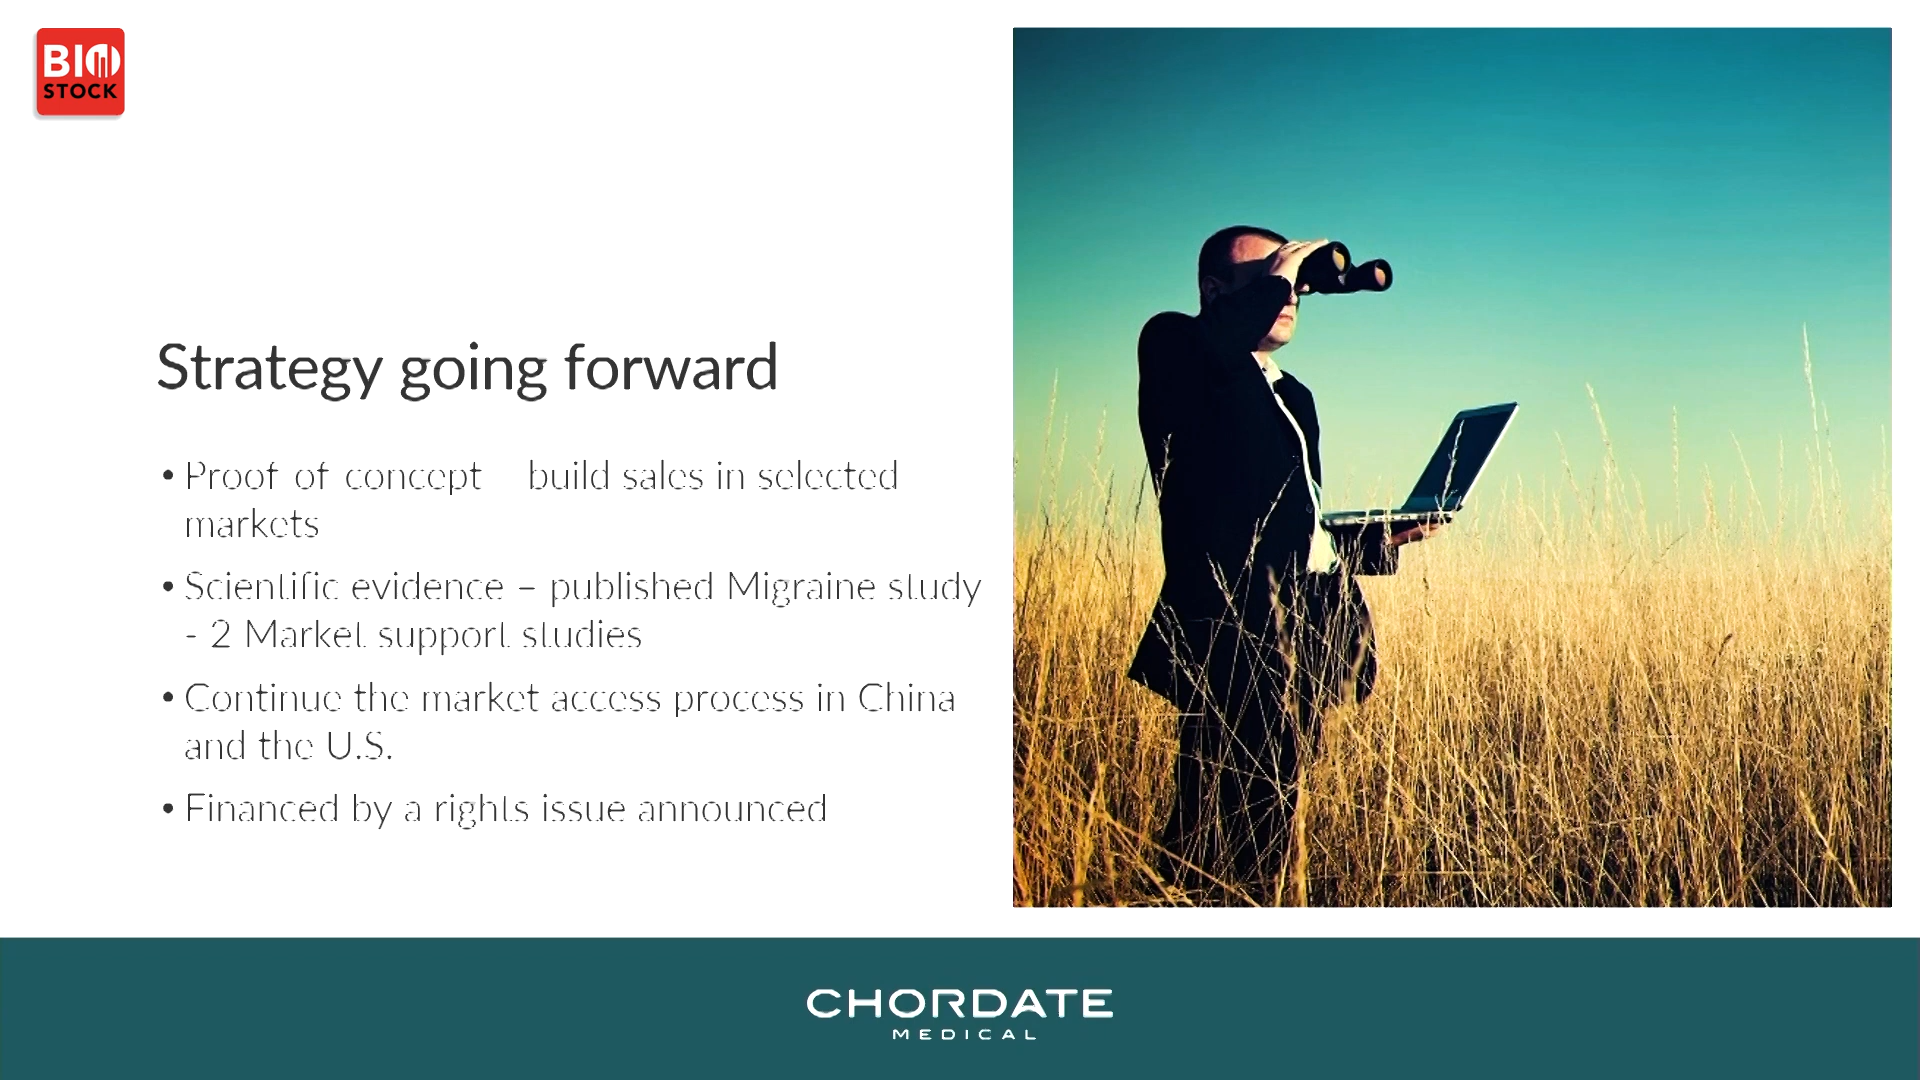 BIO
STOCK
Strategy going forward
• Proof of concept build sales in selected
markets
• Scientific evidence – published Migraine study
- 2 Market support studies
• Continue the market access process in China
and the U.S.
• Financed by a rights issue announced
CHORDATE
MEDICAL